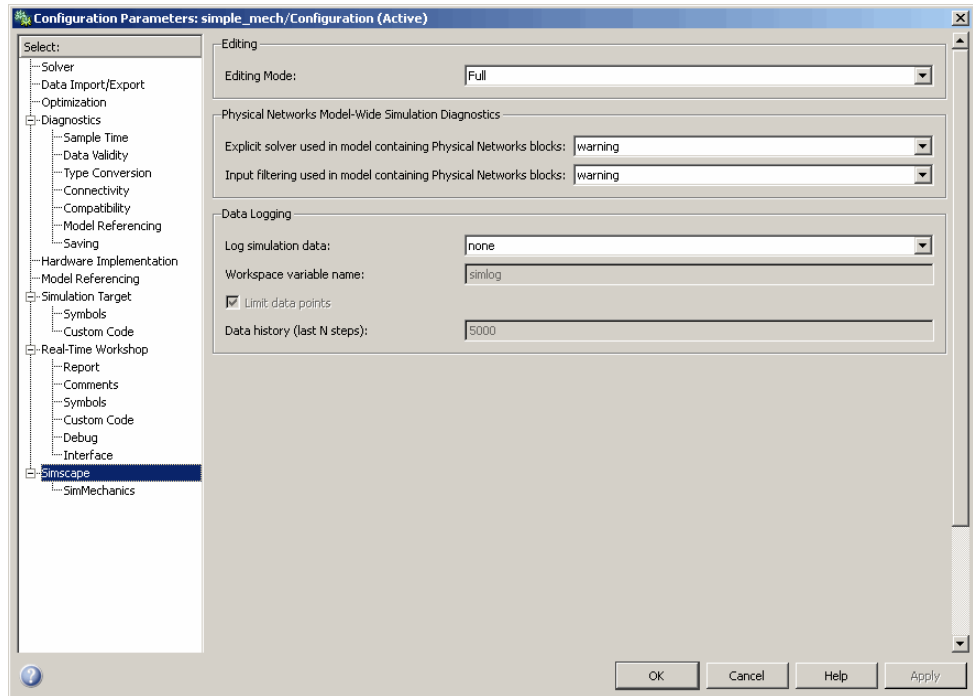 Configuration Parameters: simple_mech/Configuration (Active)
Select:
Solver
Data Import/Export
Optimization
Diagnostics
Sample Time
Data Validity
Type Conversion
Connectivity
Compatibility
Model Referencing
Saving
Hardware Implementation
Model Referencing
Simulation Target
Symbols
Custom Code
Real-Time Workshop
Report
Comments
Symbols
Custom Code
Debug
Interface
Simscape
SimMechanics
Editing
Editing Mode: Full
Physical Networks Model-Wide Simulation Diagnostics
Explicit solver used in model containing Physical Networks blocks: warning
Input filtering used in model containing Physical Networks blocks: warning
Data Logging
Log simulation data: none
Workspace variable name: simlog
Limit data points
Data history (last N steps): 5000
OK Cancel Help Apply